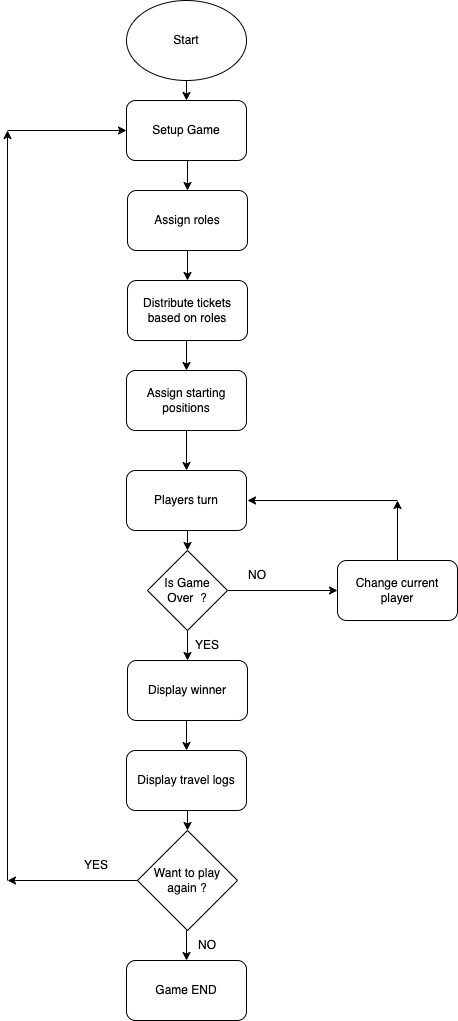 Start
Setup Game
Assign roles
Distribute tickets
based on roles
Assign starting
positions
Players turn
Is Game
Over ?
NO
Change current
player
YES
Display winner
Display travel logs
Want to play
again ?
YES
NO
Game END